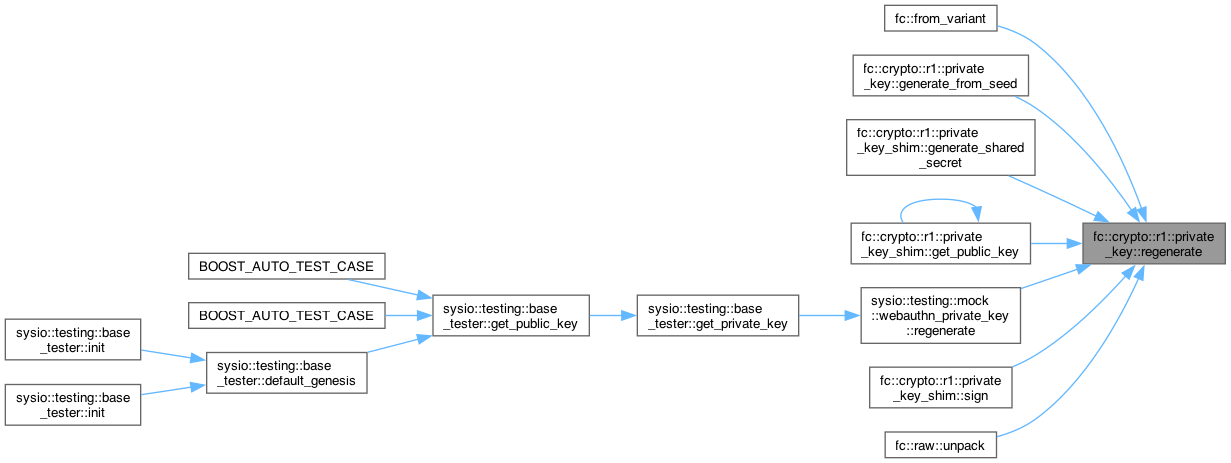 fc::from_variant
fc::crypto::r1::private
_key::generate_from_seed
fc::crypto::r1::private
_key_shim::generate_shared
_secret
fc::crypto::r1::private
_key_shim::get_public_key
fc::crypto::r1::private
_key::regenerate
BOOST_AUTO_TEST_CASE
BOOST_AUTO_TEST_CASE
sysio::testing::base
_tester::get_public_key
sysio::testing::base
_tester::get_private_key
sysio::testing::mock
::webauthn_private_key
::regenerate
sysio::testing::base
_tester::init
sysio::testing::base
_tester::default_genesis
sysio::testing::base
_tester::init
fc::crypto::r1::private
_key_shim::sign
fc::raw::unpack